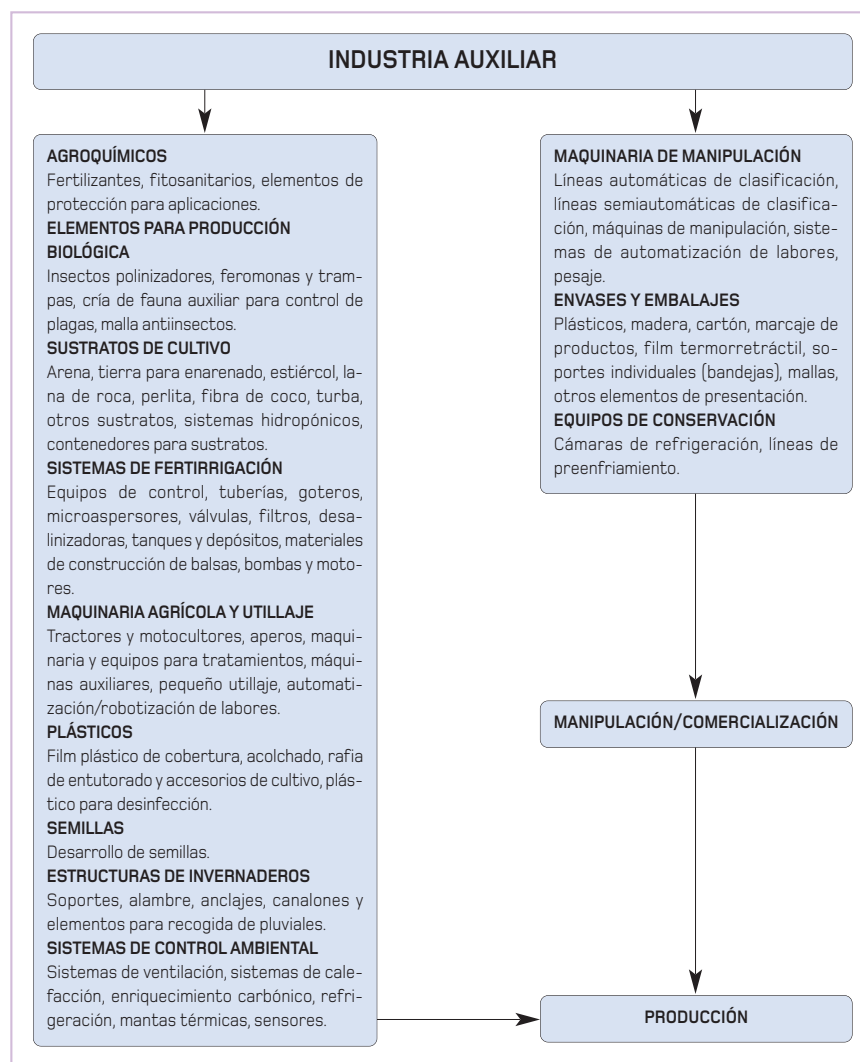 INDUSTRIA AUXILIAR
AGROQUÍMICOS
Fertilizantes, fitosanitarios, elementos de
protección para aplicaciones.
ELEMENTOS PARA PRODUCCIÓN
BIOLÓGICA
Insectos polinizadores, feromonas y tram-
pas, cría de fauna auxiliar para control de
plagas, malla antiinsectos.
SUSTRATOS DE CULTIVO
Arena, tierra para enarenado, estiércol, la-
na de roca, perlita, fibra de coco, turba,
otros sustratos, sistemas hidropónicos,
contenedores para sustratos.
SISTEMAS DE FERTIRRIGACIÓN
Equipos de control, tuberías, goteros,
microaspersores, válvulas, filtros, desa-
linizadoras, tanques y depósitos, materiales
de construcción de balsas, bombas y moto-
res.
MAQUINARIA AGRÍCOLA Y UTILLAJE
Tractores y motocultores, aperos, maqui-
naria y equipos para tratamientos, máqui-
nas auxiliares, pequeño utillaje, automati-
zación/robotización de labores.
PLÁSTICOS
Film plástico de cobertura, acolchado, rafia
de entutorado y accesorios de cultivo, plás-
tico para desinfección.
SEMILLAS
Desarrollo de semillas.
ESTRUCTURAS DE INVERNADEROS
Soportes, alambre, anclajes, canalones y
elementos para recogida de pluviales.
SISTEMAS DE CONTROL AMBIENTAL
Sistemas de ventilación, sistemas de cale-
facción, enriquecimiento carbónico, refri-
geración, mantas térmicas, sensores.
MAQUINARIA DE MANIPULACIÓN
Líneas automáticas de clasificación,
líneas semiautomáticas de clasifica-
ción, máquinas de manipulación, siste-
mas de automatización de labores,
pesaje.
ENVASES Y EMBALAJES
Plásticos, madera, cartón, marcaje de
productos, film termorretráctil, so-
portes individuales (bandejas), mallas,
otros elementos de presentación.
EQUIPOS DE CONSERVACIÓN
Cámaras de refrigeración, líneas de
preenfriamiento.
MANIPULACIÓN/COMERCIALIZACIÓN
PRODUCCIÓN